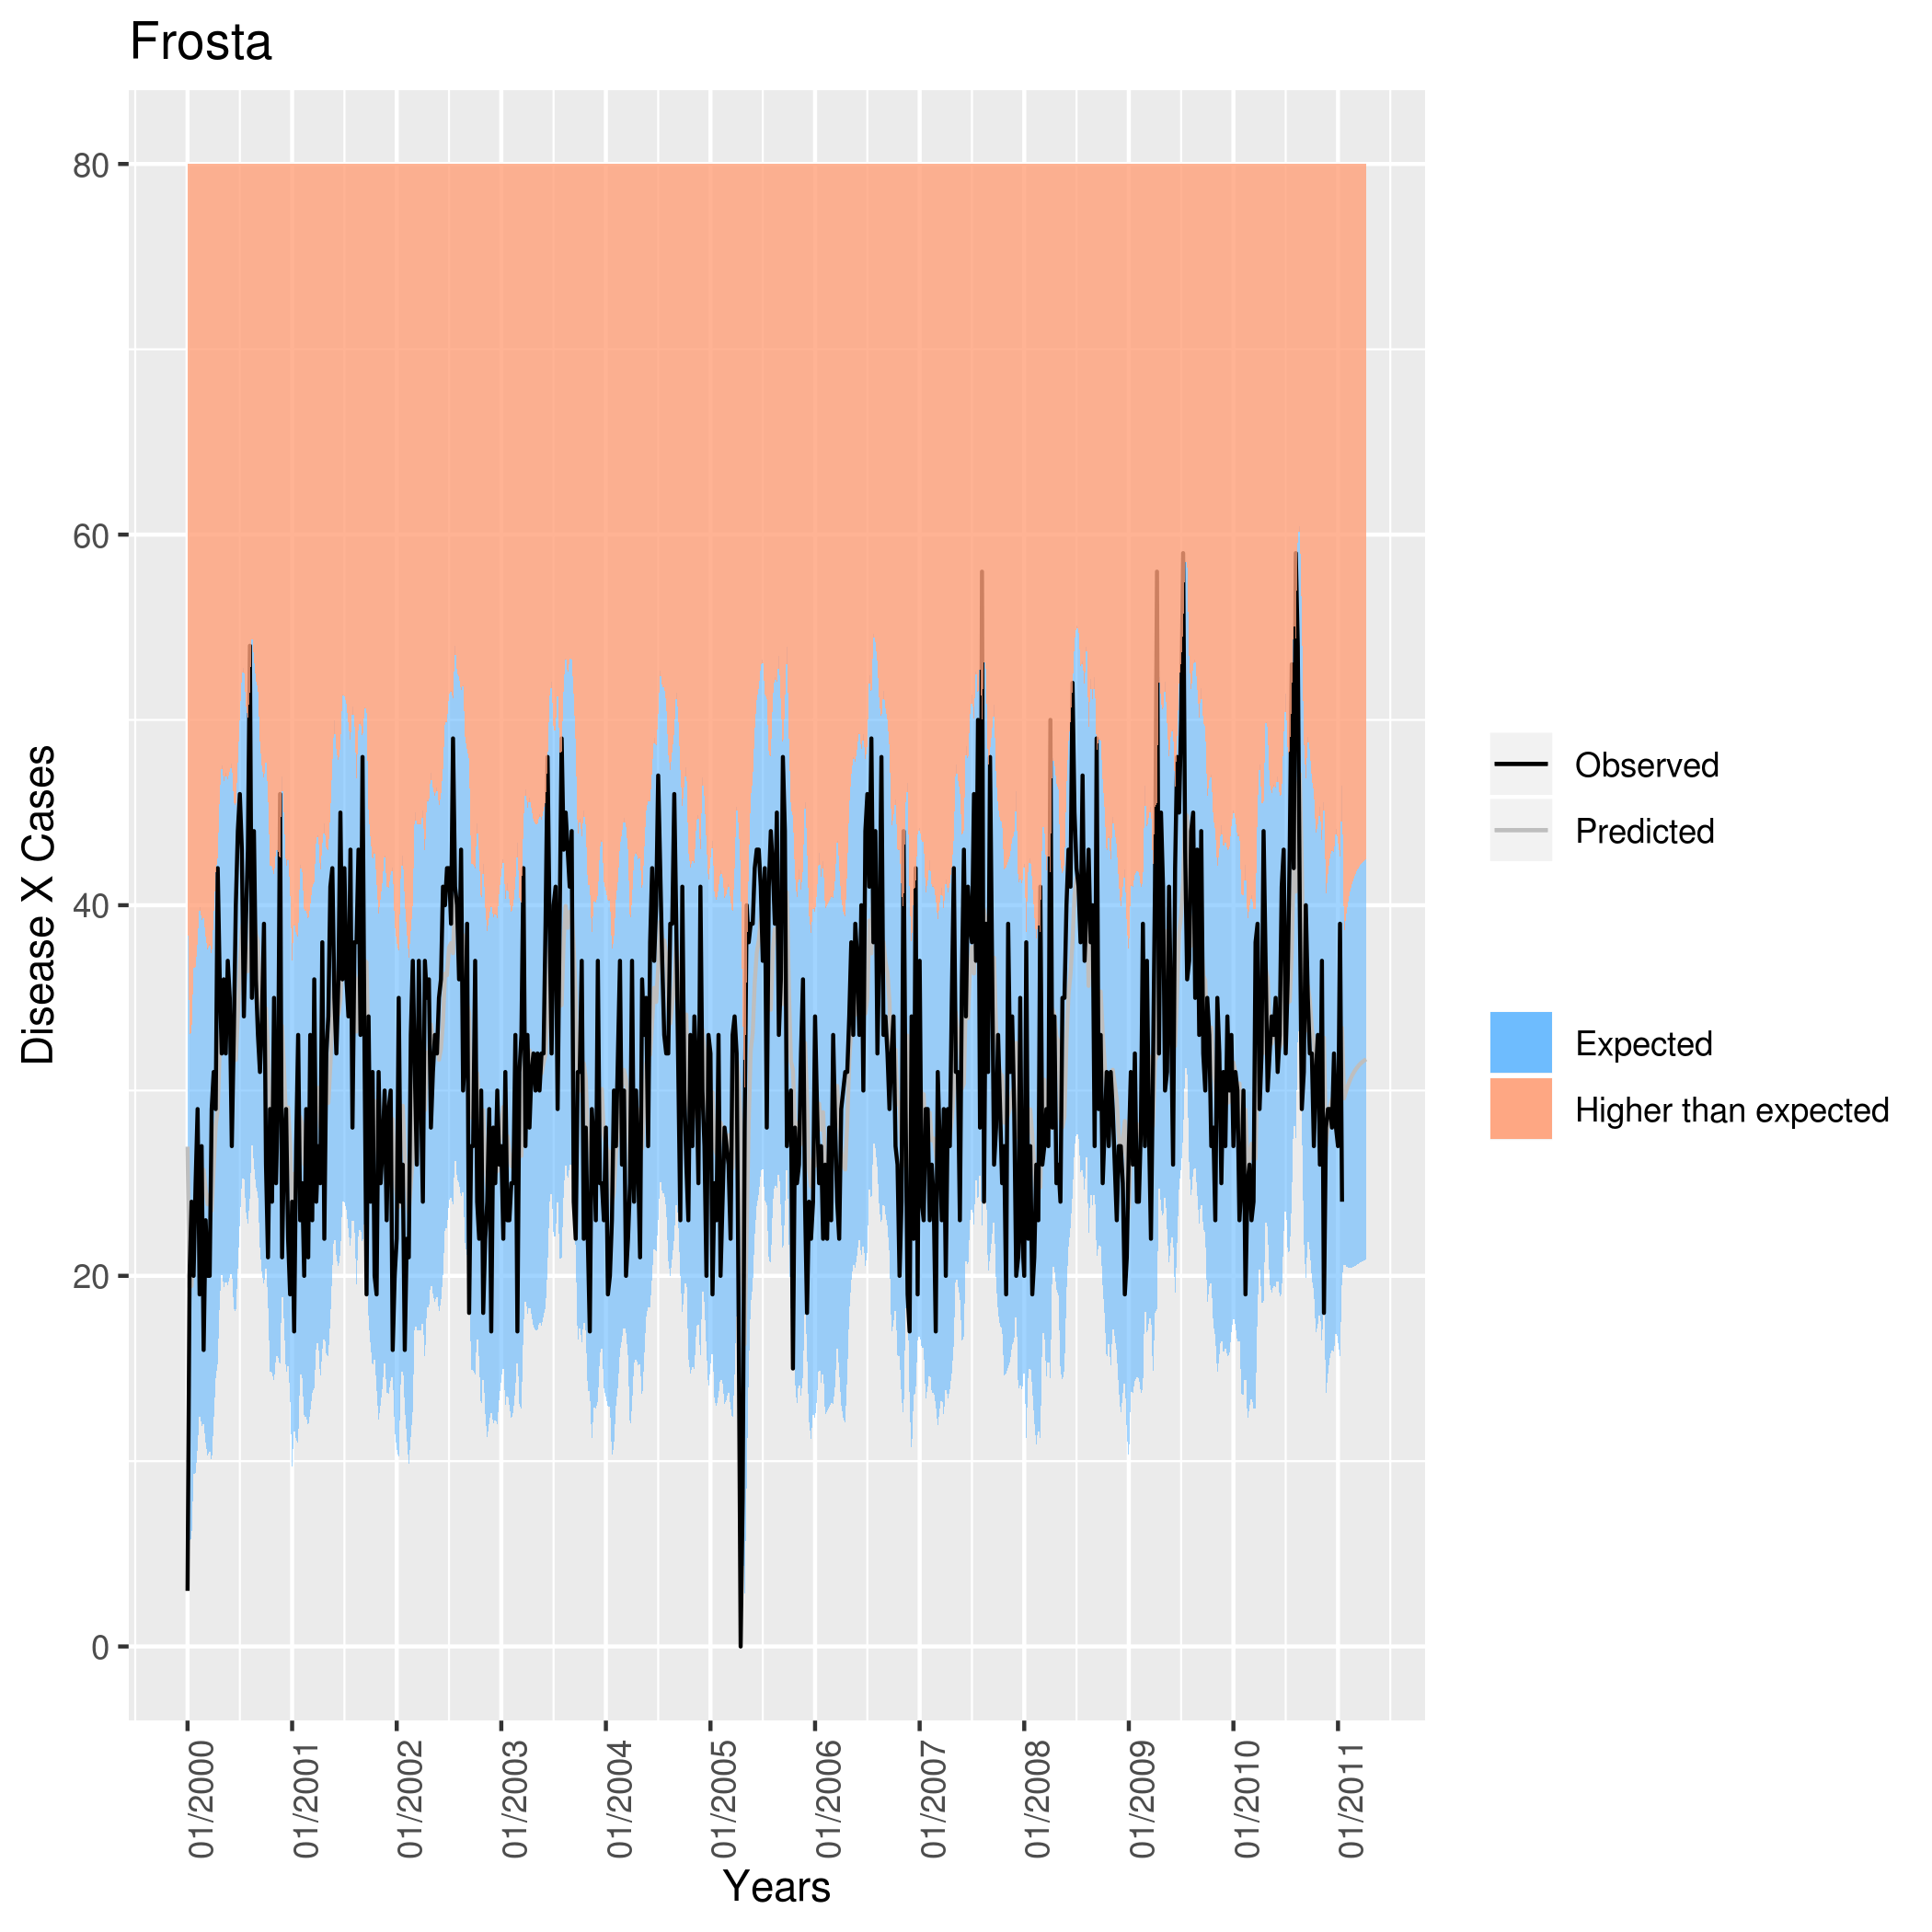 Frosta
Disease X Cases
80
60
40
20
0
01/2000
01/2001
01/2002
01/2003
01/2004
01/2005
01/2006
01/2007
01/2008
01/2009
01/2010
01/2011
Years
Observed
Predicted
Expected
Higher than expected